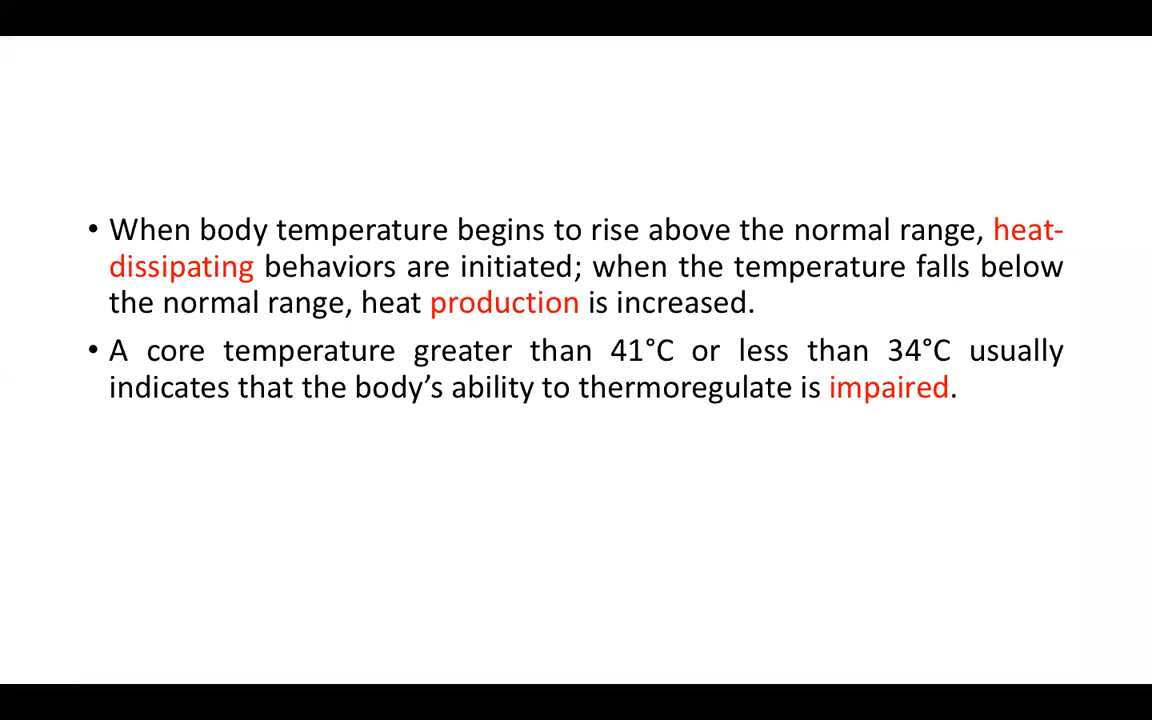 • When body temperature begins to rise above the normal range, heat-
dissipating behaviors are initiated; when the temperature falls below
the normal range, heat production is increased.
• A core temperature greater than 41°C or less than 34°C usually
indicates that the body’s ability to thermoregulate is impaired.